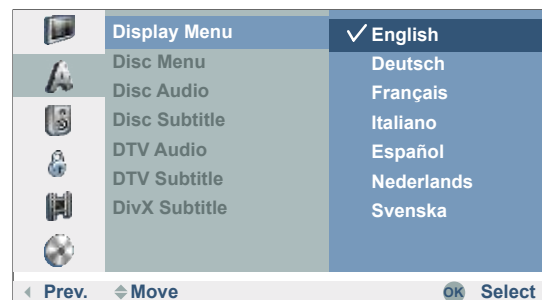 Display Menu
Disc Menu
Disc Audio
Disc Subtitle
DTV Audio
DTV Subtitle
DivX Subtitle
✓ English
Deutsch
Français
Italiano
Español
Nederlands
Svenska
Prev. Move OK Select